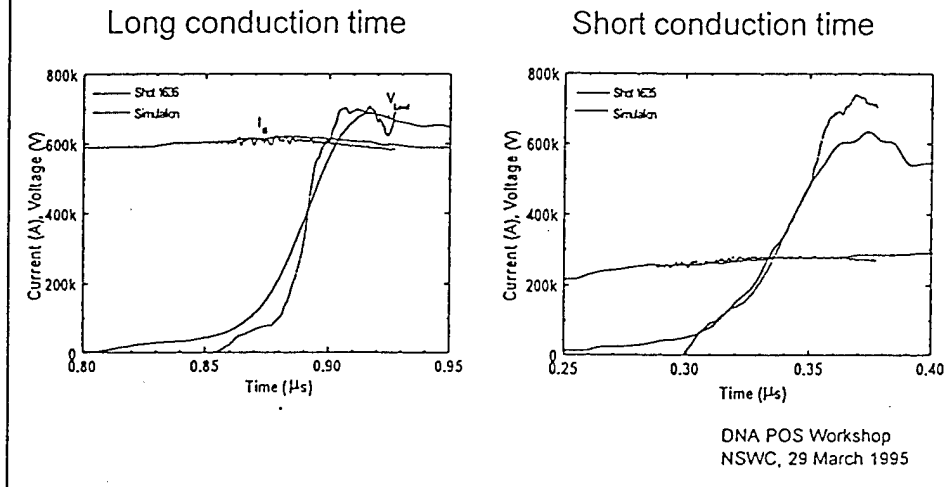 Long conduction time
Short conduction time
800k
600k
400k
200k
0
Current (A), Voltage (V)
Shot 1635
Simulation
0.80
0.85
0.90
0.95
Time (μs)
800k
600k
400k
200k
0
Current (A), Voltage (V)
Shot 1635
Simulation
0.25
0.30
0.35
0.40
Time (μs)
DNA POS Workshop
NSWC, 29 March 1995